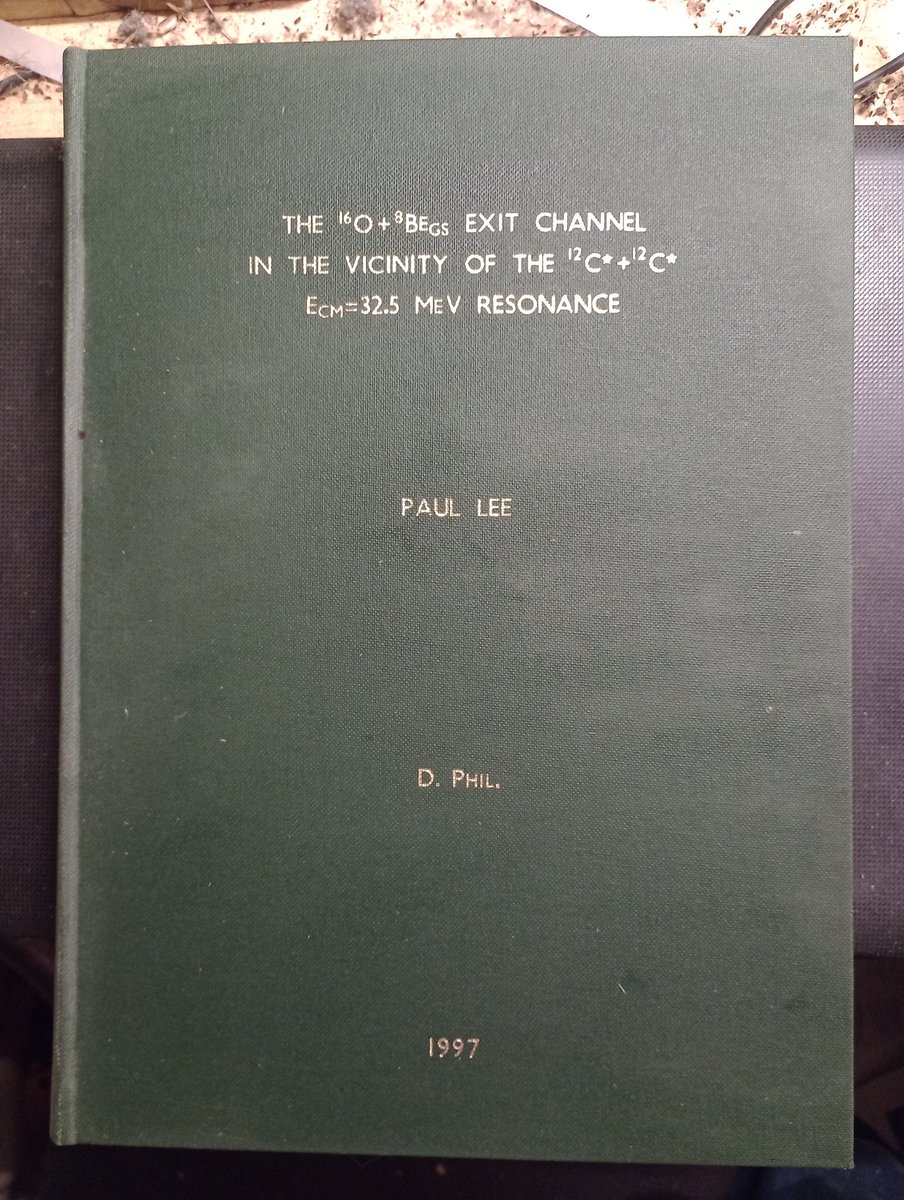 THE ¹⁶O+⁸BEGS EXIT CHANNEL
IN THE VICINITY OF THE ¹²C*+¹²C*
ECM=32.5 MEV RESONANCE
PAUL LEE
D. PHIL.
1997